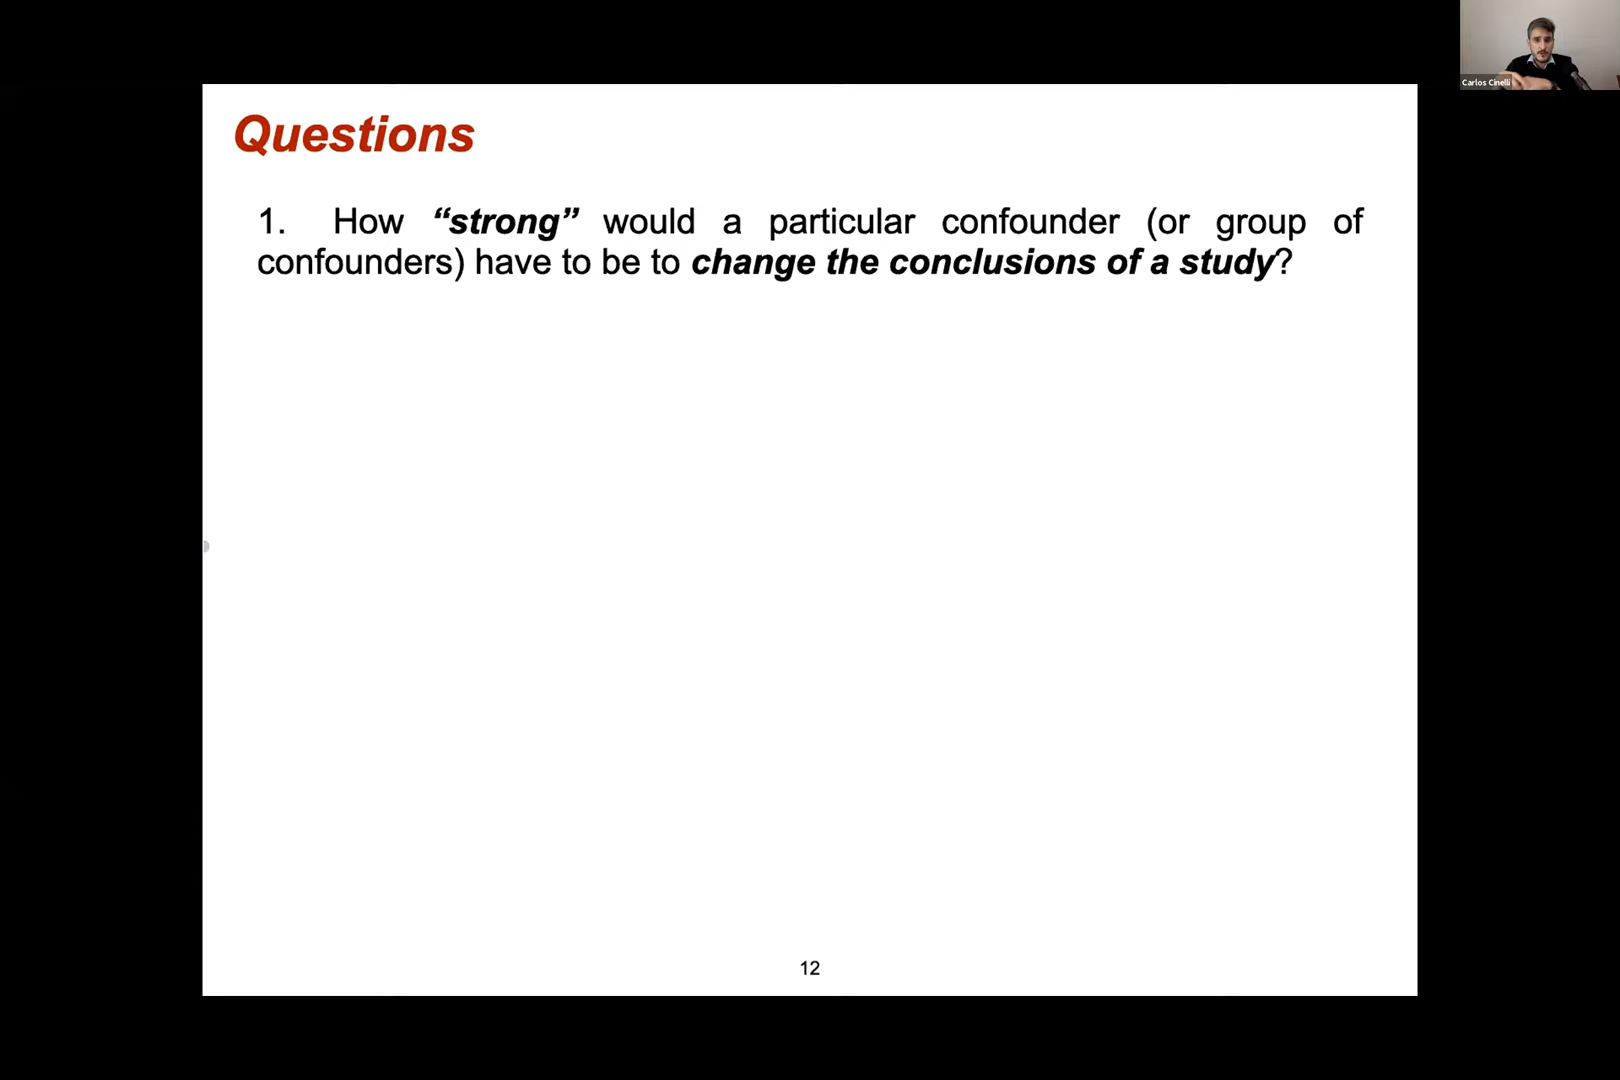 Carlos Cinelli
Questions
1. How “strong” would a particular confounder (or group of
confounders) have to be to change the conclusions of a study?
12